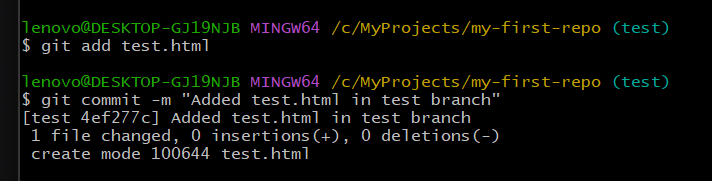 lenovo@DESKTOP-GJ19NJB MINGW64 /c/MyProjects/my-first-repo (test)
$ git add test.html
lenovo@DESKTOP-GJ19NJB MINGW64 /c/MyProjects/my-first-repo (test)
$ git commit -m "Added test.html in test branch"
[test 4ef277c] Added test.html in test branch
1 file changed, 0 insertions(+), 0 deletions(-)
create mode 100644 test.html